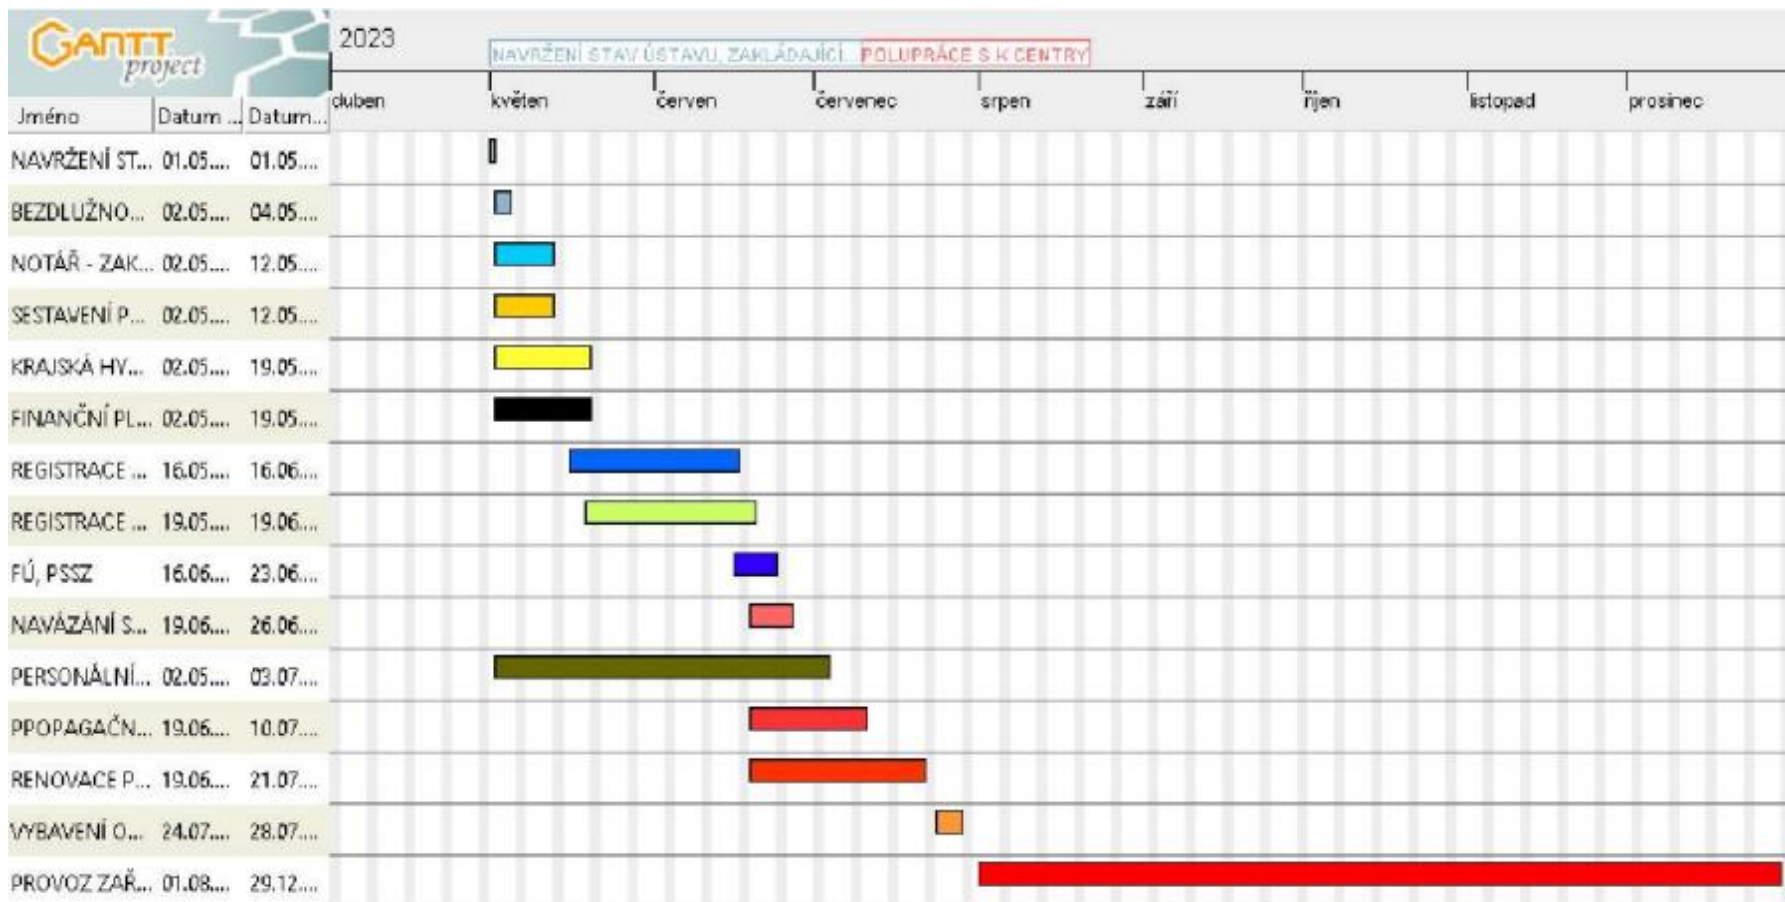 GANTT
project
2023
NAVRŽENÍ STAV ÚSTAVU, ZAKLÁDAJÍCÍ... POLUPRÁCE S K CENTRY
Jméno Datum ... Datum...
duben květen červen červenec srpen září říjen listopad prosinec
NAVRŽENÍ ST... 01.05.... 01.05....
BEZDLUŽNO... 02.05.... 04.05....
NOTÁŘ - ZAK... 02.05.... 12.05....
SESTAVENÍ P... 02.05.... 12.05....
KRAJSKÁ HY... 02.05.... 19.05....
FINANČNÍ PL... 02.05.... 19.05....
REGISTRACE ... 16.05.... 16.06....
REGISTRACE ... 19.05.... 19.06....
FÚ, PSSZ 16.06.... 23.06....
NAVÁZÁNÍ S... 19.06.... 26.06....
PERSONÁLNÍ... 02.05.... 03.07....
PPOPAGAČN... 19.06.... 10.07....
RENOVACE P... 19.06.... 21.07....
VYBAVENÍ O... 24.07.... 28.07....
PROVOZ ZAŘ... 01.08.... 29.12....